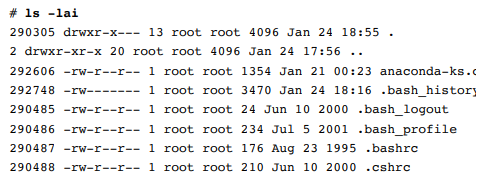 # ls -lai
290305 drwxr-x--- 13 root root 4096 Jan 24 18:55 .
2 drwxr-xr-x 20 root root 4096 Jan 24 17:56 ..
292606 -rw-r--r-- 1 root root 1354 Jan 21 00:23 anaconda-ks.c
292748 -rw------- 1 root root 3470 Jan 24 18:16 .bash_history
290485 -rw-r--r-- 1 root root 24 Jun 10 2000 .bash_logout
290486 -rw-r--r-- 1 root root 234 Jul 5 2001 .bash_profile
290487 -rw-r--r-- 1 root root 176 Aug 23 1995 .bashrc
290488 -rw-r--r-- 1 root root 210 Jun 10 2000 .cshrc